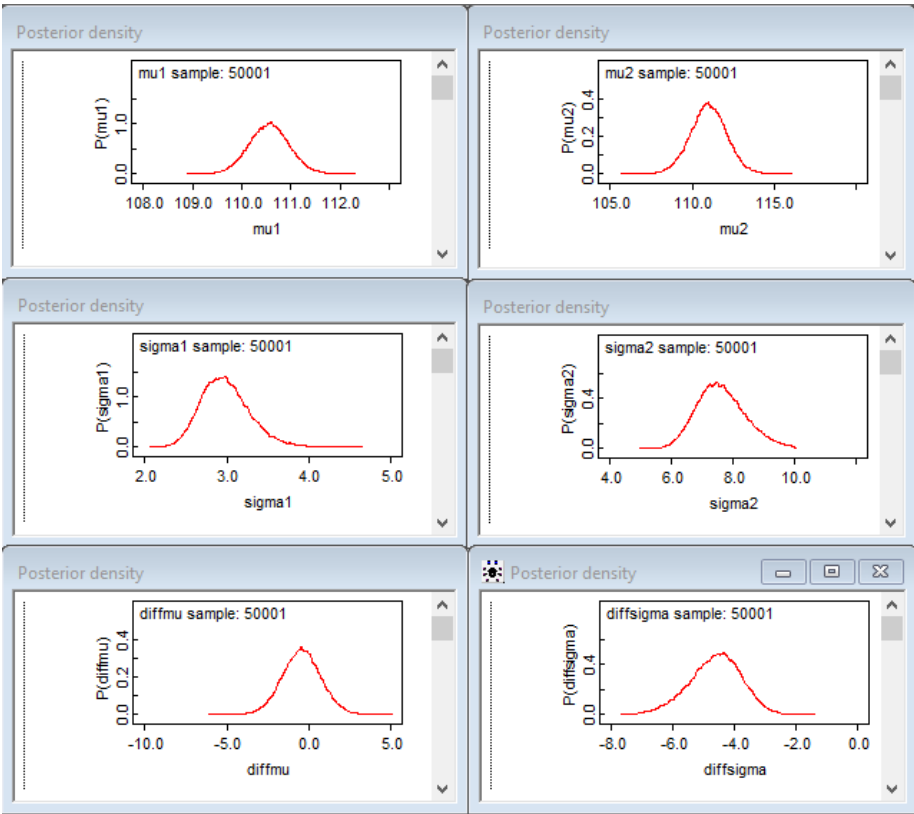 Posterior density
mu1 sample: 50001
P(mu1)
0.0 1.0
108.0 109.0 110.0 111.0 112.0
mu1
Posterior density
mu2 sample: 50001
P(mu2)
0.0 0.2 0.4
105.0 110.0 115.0
mu2
Posterior density
sigma1 sample: 50001
P(sigma1)
0.0 1.0
2.0 3.0 4.0 5.0
sigma1
Posterior density
sigma2 sample: 50001
P(sigma2)
0.0 0.4
4.0 6.0 8.0 10.0
sigma2
Posterior density
diffmu sample: 50001
P(diffmu)
0.0 0.2 0.4
-10.0 -5.0 0.0 5.0
diffmu
Posterior density
diffsigma sample: 50001
P(diffsigma)
0.0 0.4
-8.0 -6.0 -4.0 -2.0 0.0
diffsigma